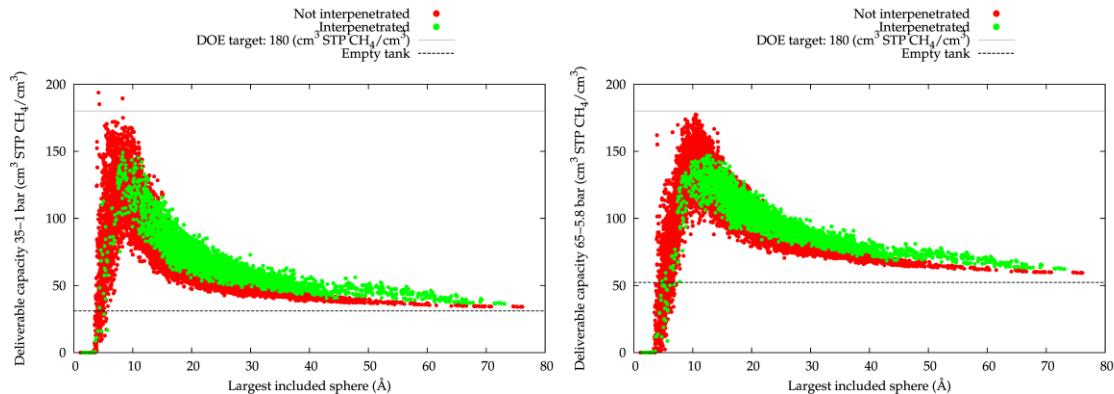 Not interpenetrated
Interpenetrated
DOE target: 180 (cm³ STP CH₄/cm³)
Empty tank
Deliverable capacity 35–1 bar (cm³ STP CH₄/cm³)
200
150
100
50
0
0 10 20 30 40 50 60 70 80
Largest included sphere (Å)
Not interpenetrated
Interpenetrated
DOE target: 180 (cm³ STP CH₄/cm³)
Empty tank
Deliverable capacity 65–5.8 bar (cm³ STP CH₄/cm³)
200
150
100
50
0
0 10 20 30 40 50 60 70 80
Largest included sphere (Å)